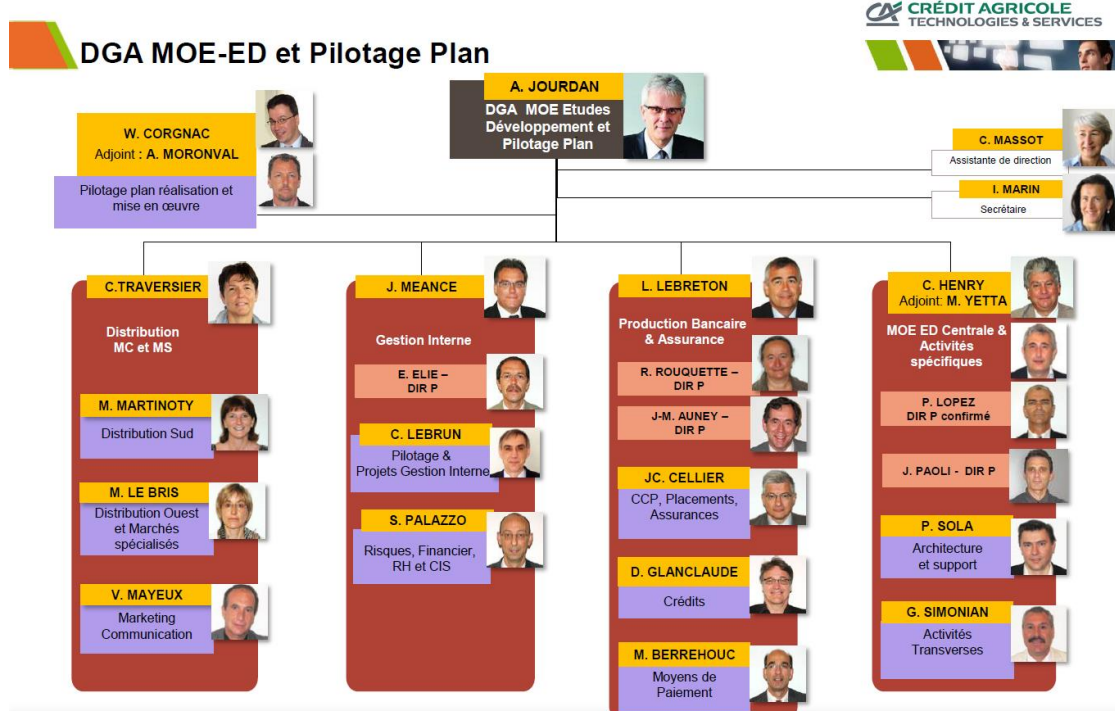 CRÉDIT AGRICOLE
TECHNOLOGIES & SERVICES
DGA MOE-ED et Pilotage Plan
A. JOURDAN
DGA MOE Etudes
Développement et
Pilotage Plan
W. CORGNAC
Adjoint : A. MORONVAL
Pilotage plan réalisation et
mise en œuvre
C. MASSOT
Assistante de direction
I. MARIN
Secrétaire
C.TRAVERSIER
Distribution
MC et MS
M. MARTINOTY
Distribution Sud
M. LE BRIS
Distribution Ouest
et Marchés
spécialisés
V. MAYEUX
Marketing
Communication
J. MEANCE
Gestion Interne
E. ELIE –
DIR P
C. LEBRUN
Pilotage &
Projets Gestion Interne
S. PALAZZO
Risques, Financier,
RH et CIS
L. LEBRETON
Production Bancaire
& Assurance
R. ROUQUETTE –
DIR P
J-M. AUNEY –
DIR P
JC. CELLIER
CCP, Placements,
Assurances
D. GLANCLAUDE
Crédits
M. BERREHOUC
Moyens de
Paiement
C. HENRY
Adjoint: M. YETTA
MOE ED Centrale &
Activités
spécifiques
P. LOPEZ
DIR P confirmé
J. PAOLI - DIR P
P. SOLA
Architecture
et support
G. SIMONIAN
Activités
Transverses